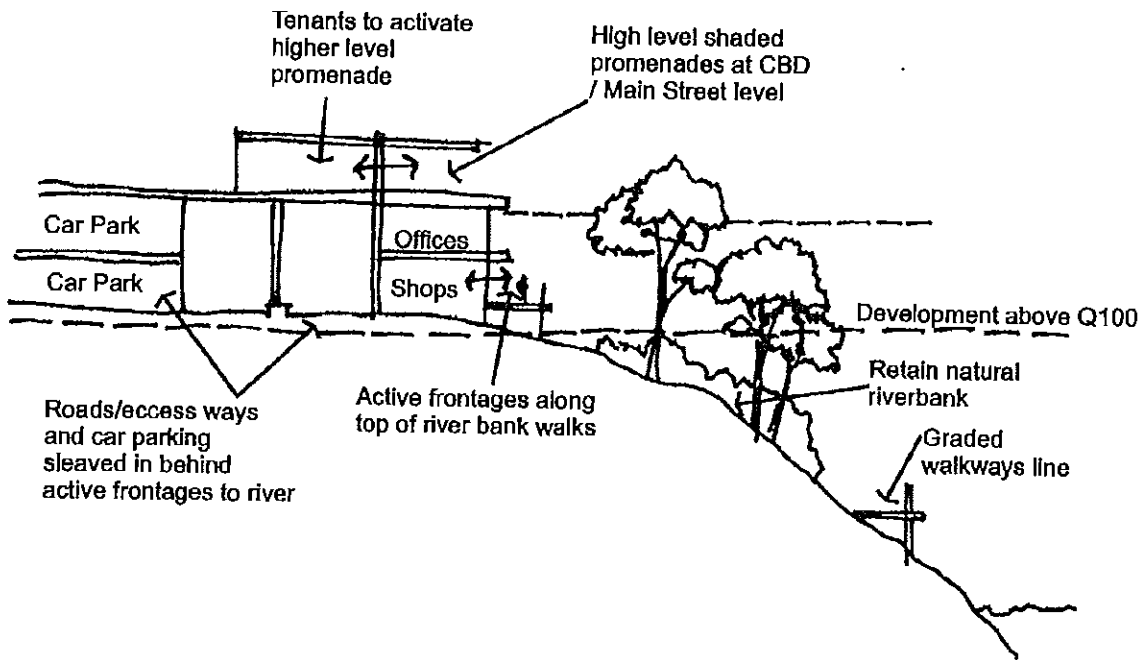 Tenants to activate
higher level
promenade
High level shaded
promenades at CBD
/ Main Street level
Car Park
Offices
Car Park
Shops
Development above Q100
Retain natural
riverbank
Active frontages along
top of river bank walks
Roads/eccess ways
and car parking
sleaved in behind
active frontages to river
Graded
walkways line